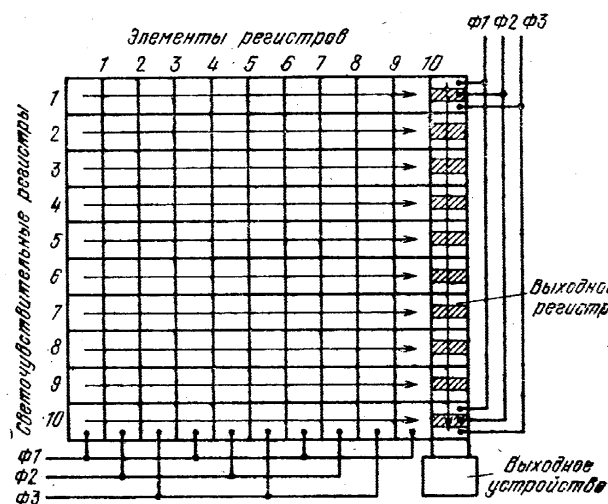 Элементы регистров
Ф1 Ф2 Ф3
1 2 3 4 5 6 7 8 9 10
Светочувствительные регистры
1
2
3
4
5
6
7
8
9
10
Выходной
регистр
Ф1
Ф2
Ф3
Выходное
устройство